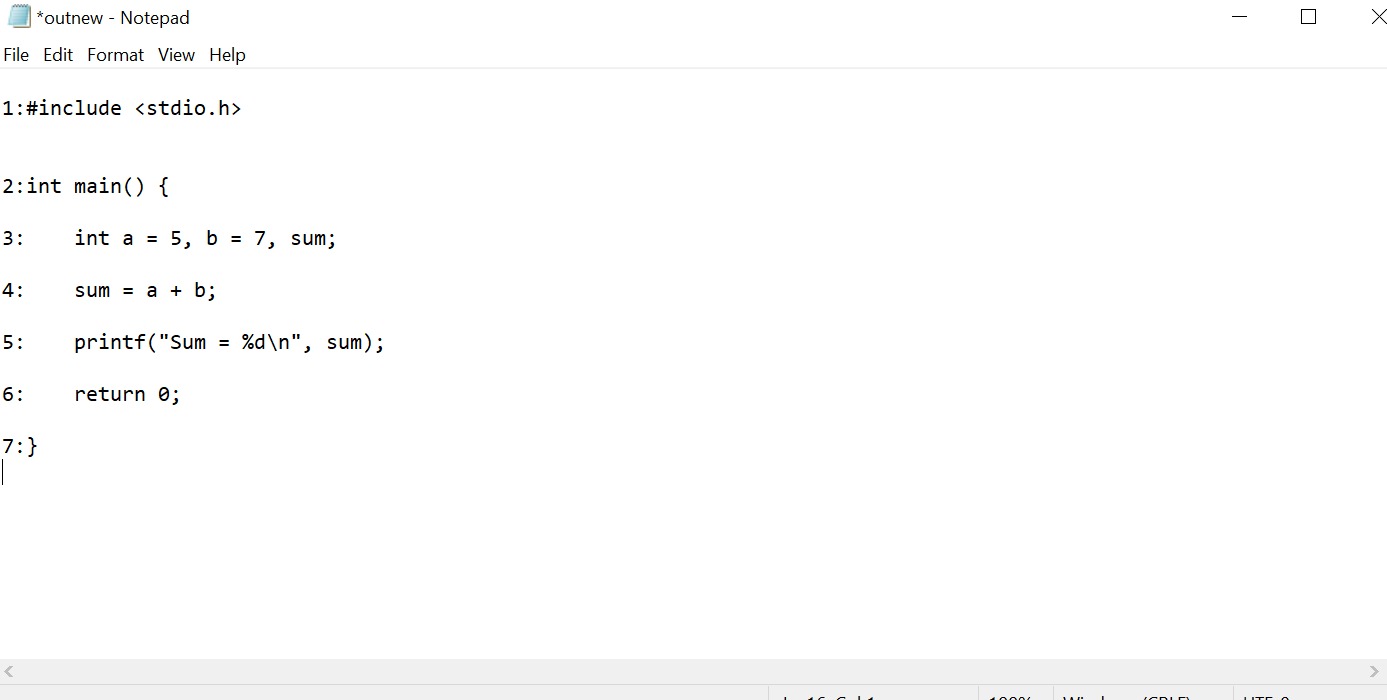 *outnew - Notepad
File Edit Format View Help
1:#include <stdio.h>
2:int main() {
3:    int a = 5, b = 7, sum;
4:    sum = a + b;
5:    printf("Sum = %d\n", sum);
6:    return 0;
7:}